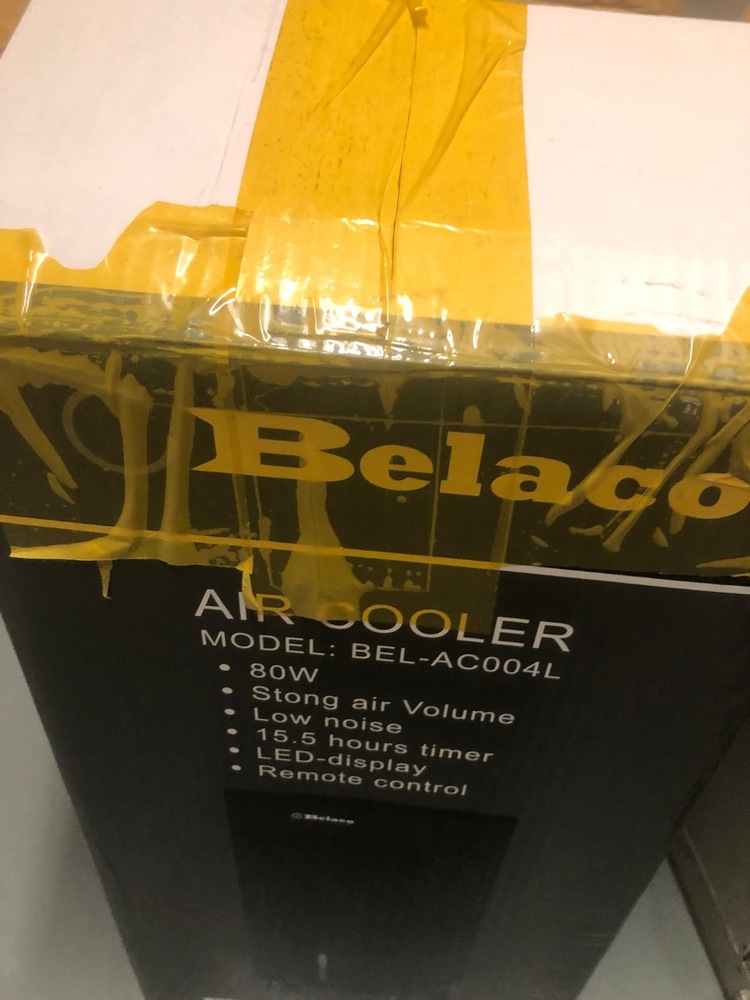 Belaco
AIR COOLER
MODEL: BEL-AC004L
• 80W
• Stong air Volume
• Low noise
• 15.5 hours timer
• LED-display
• Remote control
Belaco